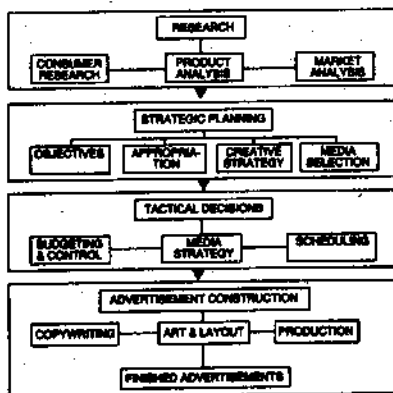 RESEARCH
CONSUMER RESEARCH
PRODUCT ANALYSIS
MARKET ANALYSIS
STRATEGIC PLANNING
OBJECTIVES
APPROPRIA-
TION
CREATIVE STRATEGY
MEDIA SELECTION
TACTICAL DECISIONS
BUDGETING & CONTROL
MEDIA STRATEGY
SCHEDULING
ADVERTISEMENT CONSTRUCTION
COPYWRITING
ART & LAYOUT
PRODUCTION
FINISHED ADVERTISEMENTS